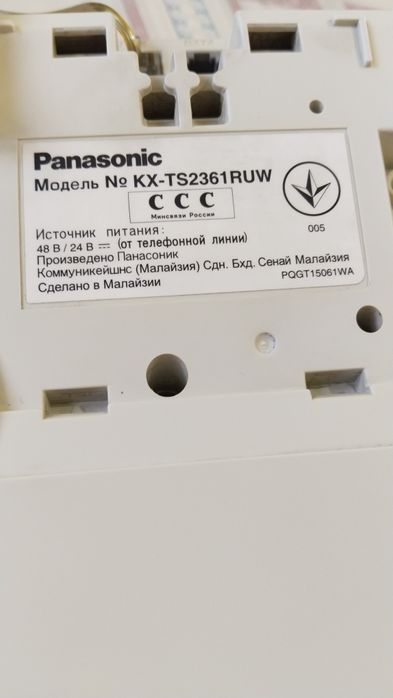 Panasonic
Модель № KX-TS2361RUW
ССС
Минсвязи России
005
Источник питания:
48 В / 24 В ⎓ (от телефонной линии)
Произведено Панасоник
Коммуникейшнс (Малайзия) Сдн. Бхд. Сенай Малайзия
Сделано в Малайзии
PQGT15061WA